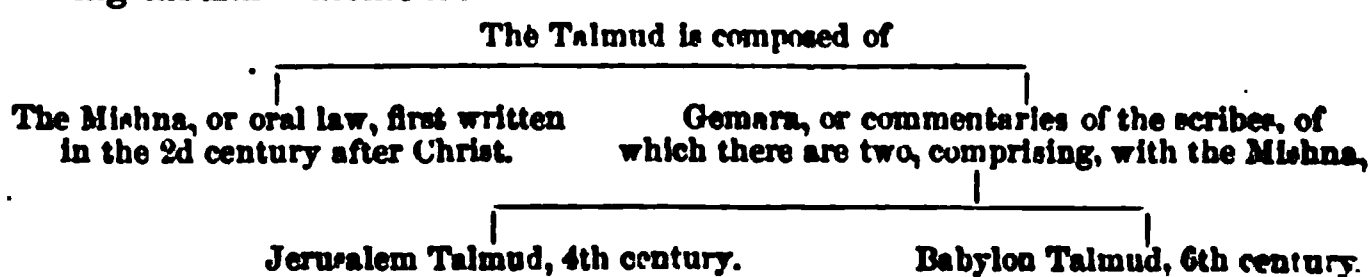 The Talmud is composed of
The Mishna, or oral law, first written
in the 2d century after Christ.
Gemara, or commentaries of the scribes, of
which there are two, comprising, with the Mishna,
Jerusalem Talmud, 4th century.
Babylon Talmud, 6th century.